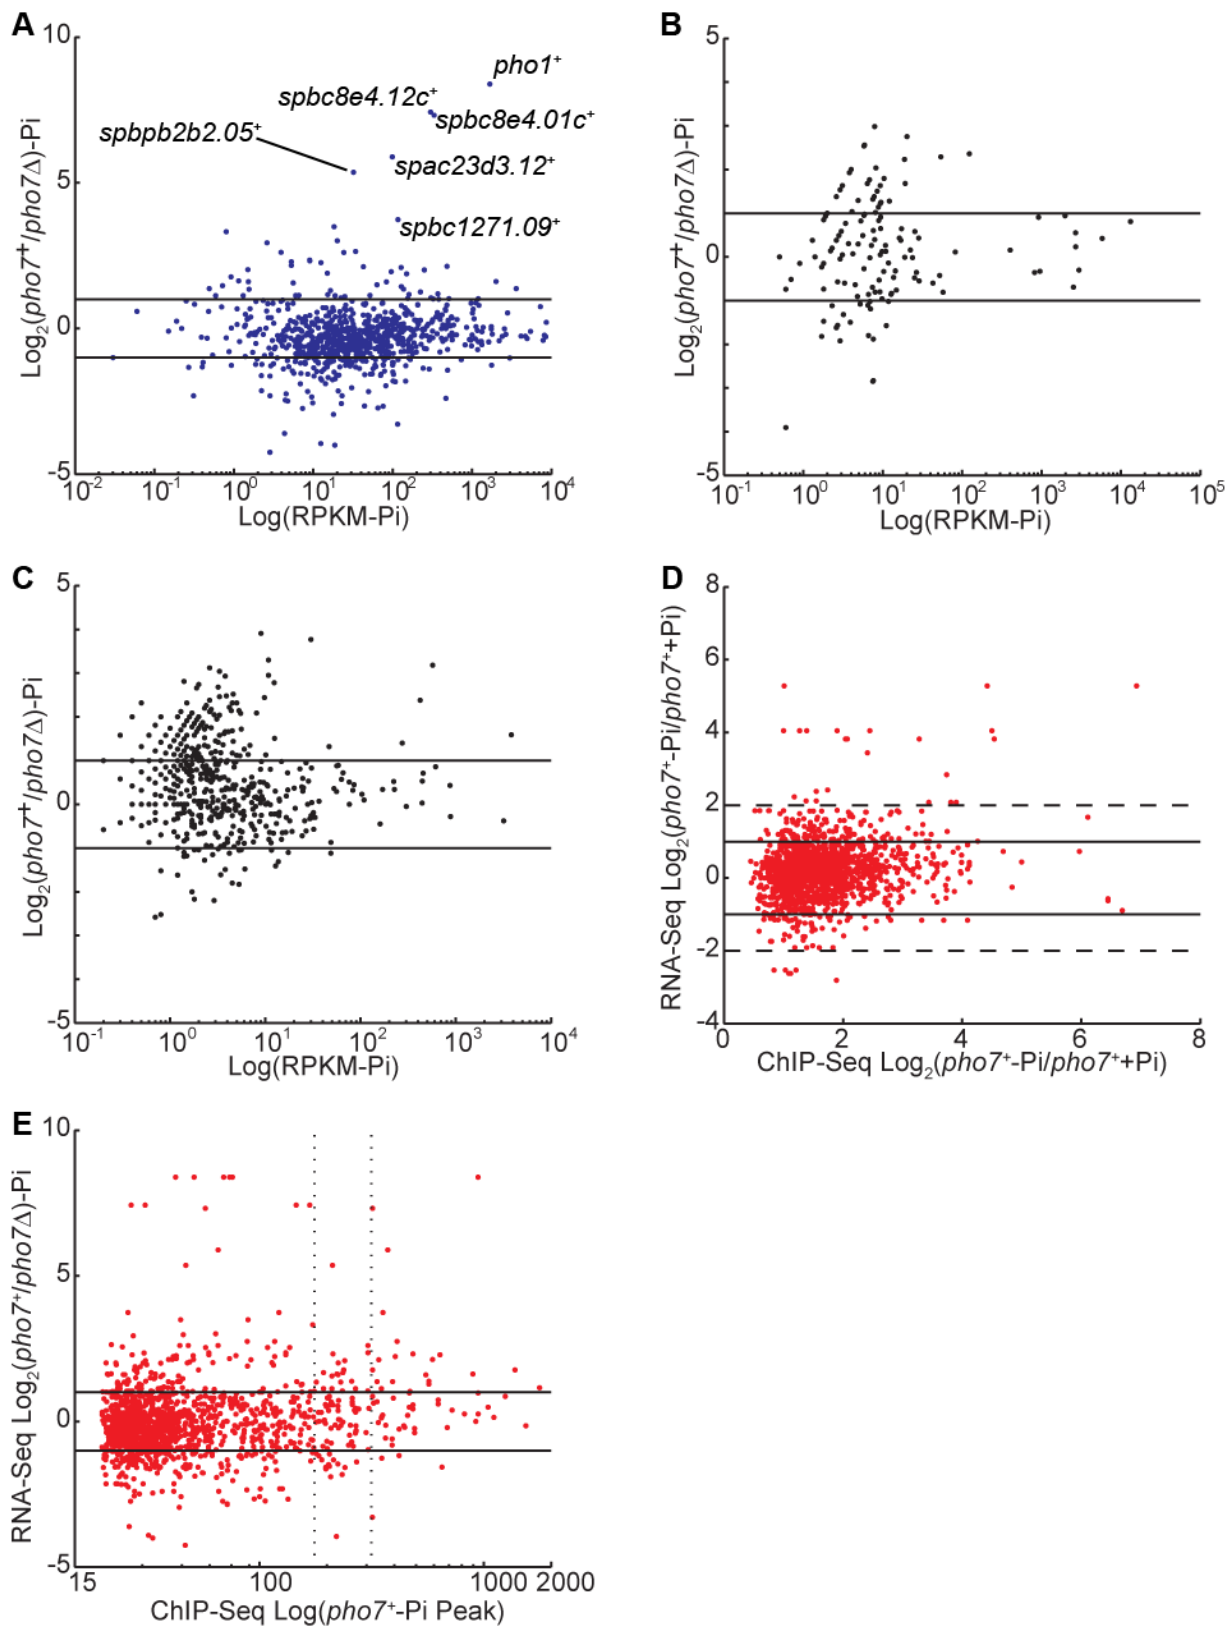 A
B
10
5
0
-5
Log₂(pho7⁺/pho7Δ)-Pi
pho1⁺
spbc8e4.12c⁺
spbc8e4.01c⁺
spbpb2b2.05⁺
spac23d3.12⁺
spbc1271.09⁺
10⁻² 10⁻¹ 10⁰ 10¹ 10² 10³ 10⁴
Log(RPKM-Pi)
5
0
-5
Log₂(pho7⁺/pho7Δ)-Pi
10⁻¹ 10⁰ 10¹ 10² 10³ 10⁴ 10⁵
Log(RPKM-Pi)
C
D
5
0
-5
Log₂(pho7⁺/pho7Δ)-Pi
10⁻¹ 10⁰ 10¹ 10² 10³ 10⁴
Log(RPKM-Pi)
8
6
4
2
0
-2
-4
RNA-Seq Log₂(pho7⁺-Pi/pho7⁺+Pi)
0 2 4 6 8
ChIP-Seq Log₂(pho7⁺-Pi/pho7⁺+Pi)
E
10
5
0
-5
RNA-Seq Log₂(pho7⁺/pho7Δ)-Pi
15 100 1000 2000
ChIP-Seq Log(pho7⁺-Pi Peak)